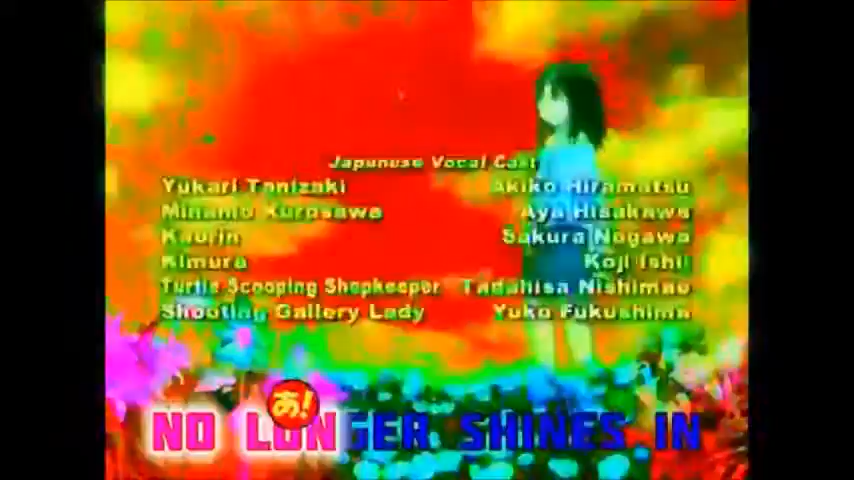 Japanese Vocal Cast
Yukari Tanizaki Akiko Hiramatsu
Minamo Kurosawa Aya Hisakawa
Kaorin Sakura Nogawa
Kimura Koji Ishii
Turtle Scooping Shopkeeper Tadahisa Nishimae
Shooting Gallery Lady Yuko Fukushima
あ!
NO LONGER SHINES IN